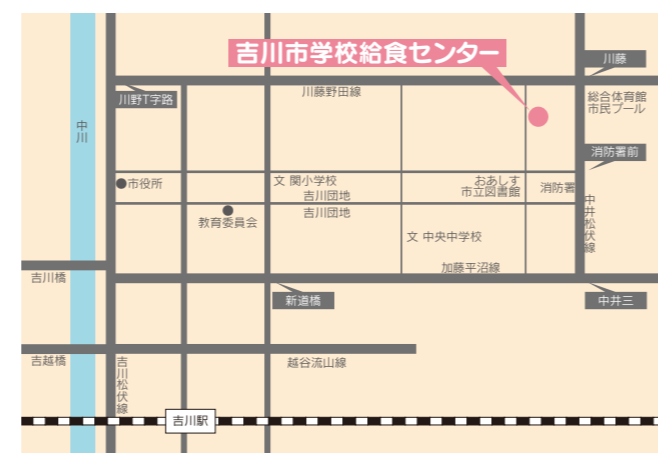 吉川市学校給食センター
川藤
川野T字路
川藤野田線
総合体育館
市民プール
中川
消防署前
市役所
文 関小学校
吉川団地
おあしす
市立図書館
消防署
教育委員会
吉川団地
中井松伏線
文 中央中学校
加藤平沼線
吉川橋
新道橋
中井三
吉越橋
吉川松伏線
越谷流山線
吉川駅